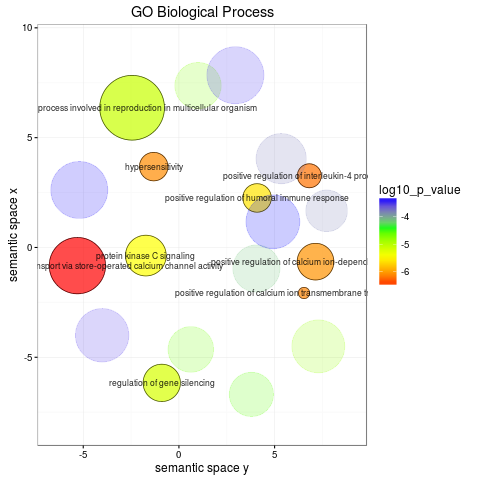 GO Biological Process
10
process involved in reproduction in multicellular organism
5
hypersensitivity
positive regulation of interleukin-4 pro
positive regulation of humoral immune response
0
protein kinase C signaling
nsport via store-operated calcium channel activity
positive regulation of calcium ion-depend
positive regulation of calcium ion transmembrane tr
-5
regulation of gene silencing
-5
0
5
semantic space y
semantic space x
log10_p_value
-4
-5
-6